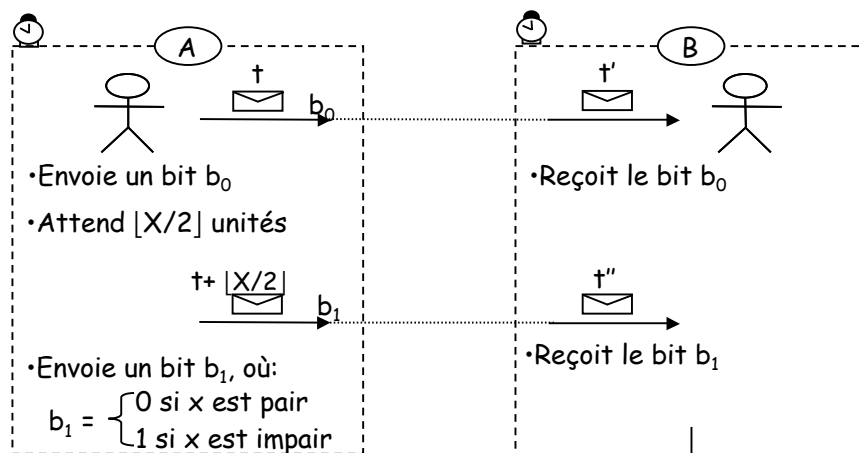 A
B
t
t'
b₀
•Envoie un bit b₀
•Reçoit le bit b₀
•Attend ⌊X/2⌋ unités
t+ ⌊X/2⌋
t''
b₁
•Envoie un bit b₁, où:
•Reçoit le bit b₁
b₁ = { 0 si x est pair
1 si x est impair